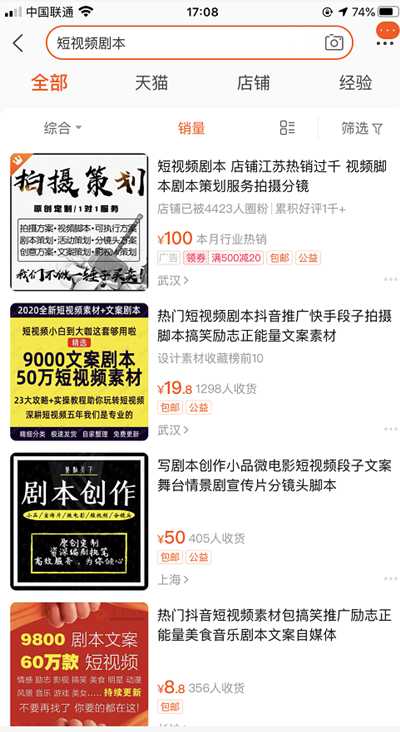 中国联通
17:08
74%
短视频剧本
全部
天猫
店铺
经验
综合
销量
筛选
拍摄策划
原创定制/1对1服务
拍摄方案·视频脚本·可执行方案
剧本策划·活动策划·分镜头方案
创意方案·文案策划·影视方案策划
我们不做一锤子买卖!
短视频剧本 店铺江苏热销过千 视频脚
本剧本策划服务拍摄分镜
店铺已被4423人圈粉 | 累积好评1千+
¥100 本月行业热销
广告 领券 满500减20 包邮 公益
武汉
2020全新短视频素材+文案剧本
短视频小白到大咖这套够用啦
精选
9000文案剧本
50万短视频素材
23大攻略+实操教程助你玩转短视频
深耕短视频五年我们是专业的
精细分类 极速发货 自家整理 免费更新
热门短视频剧本抖音推广快手段子拍摄
脚本搞笑励志正能量文案素材
设计素材收藏榜前10
¥19.8 1298人收货
包邮 公益
武汉
剧本创作
小品/宣传片/微电影/短视频/分镜头
原创定制
资深编剧执笔
高效服务,为你倾心
写剧本创作小品微电影短视频段子文案
舞台情景剧宣传片分镜头脚本
¥50 405人收货
包邮 公益
上海
9800 剧本文案
60万款 短视频
情感 励志 影视 搞笑 美食 明星 动漫
风景 音乐 游戏 美女..... 持续更新
不要再找了 你要的都在这!
热门抖音短视频素材包搞笑推广励志正
能量美食音乐剧本文案自媒体
¥8.8 356人收货
包邮